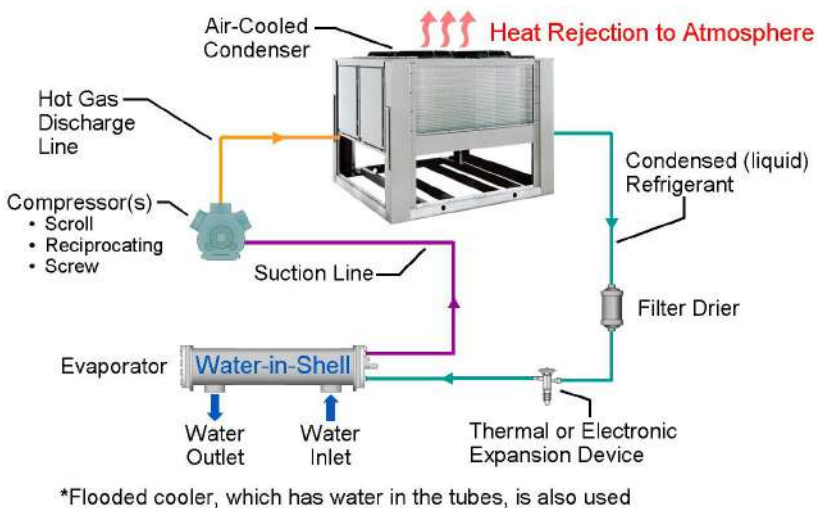 Air-Cooled
Condenser
Heat Rejection to Atmosphere
Hot Gas
Discharge
Line
Condensed (liquid)
Refrigerant
Compressor(s)
• Scroll
• Reciprocating
• Screw
Suction Line
Filter Drier
Evaporator
Water-in-Shell
Water
Outlet
Water
Inlet
Thermal or Electronic
Expansion Device
*Flooded cooler, which has water in the tubes, is also used